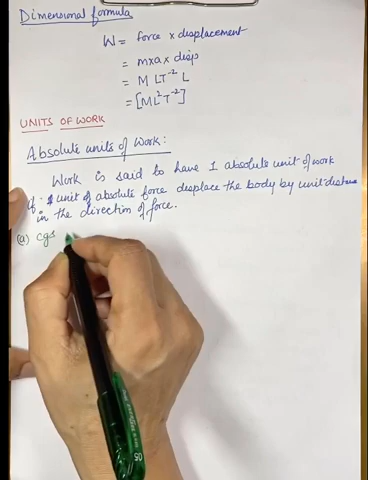 Dimensional formula
W = force x displacement
= mxa x disp
= M LT⁻² L
= [ML²T⁻²]
UNITS OF WORK
Absolute units of Work:
Work is said to have 1 absolute unit of work
if unit of absolute force displace the body by unit distance
in the direction of force.
(a) cgs